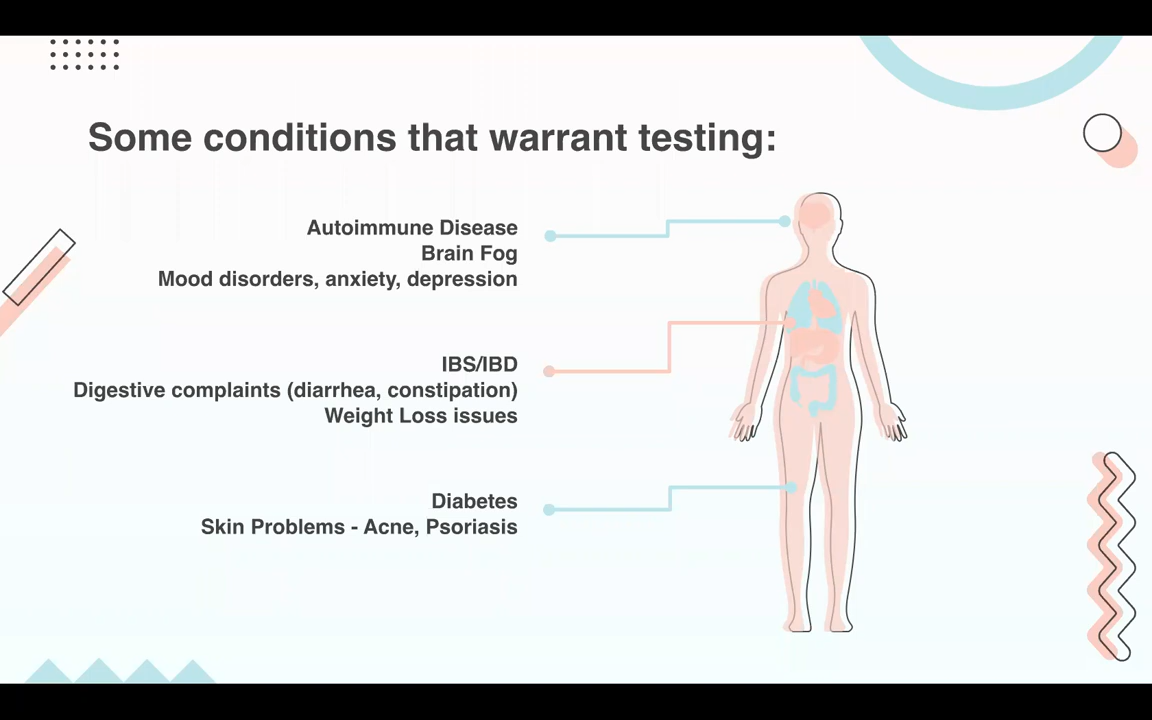 Some conditions that warrant testing:
Autoimmune Disease
Brain Fog
Mood disorders, anxiety, depression
IBS/IBD
Digestive complaints (diarrhea, constipation)
Weight Loss issues
Diabetes
Skin Problems - Acne, Psoriasis